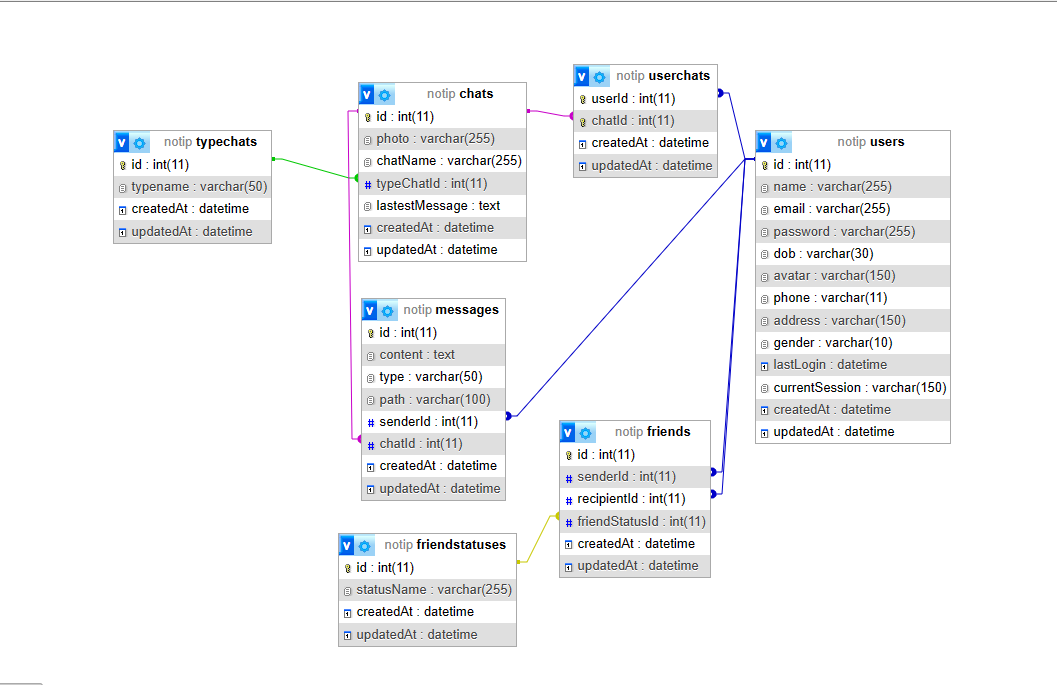 notip typechats
id : int(11)
typename : varchar(50)
createdAt : datetime
updatedAt : datetime
notip chats
id : int(11)
photo : varchar(255)
chatName : varchar(255)
typeChatId : int(11)
lastestMessage : text
createdAt : datetime
updatedAt : datetime
notip userchats
userId : int(11)
chatId : int(11)
createdAt : datetime
updatedAt : datetime
notip users
id : int(11)
name : varchar(255)
email : varchar(255)
password : varchar(255)
dob : varchar(30)
avatar : varchar(150)
phone : varchar(11)
address : varchar(150)
gender : varchar(10)
lastLogin : datetime
currentSession : varchar(150)
createdAt : datetime
updatedAt : datetime
notip messages
id : int(11)
content : text
type : varchar(50)
path : varchar(100)
senderId : int(11)
chatId : int(11)
createdAt : datetime
updatedAt : datetime
notip friends
id : int(11)
senderId : int(11)
recipientId : int(11)
friendStatusId : int(11)
createdAt : datetime
updatedAt : datetime
notip friendstatuses
id : int(11)
statusName : varchar(255)
createdAt : datetime
updatedAt : datetime